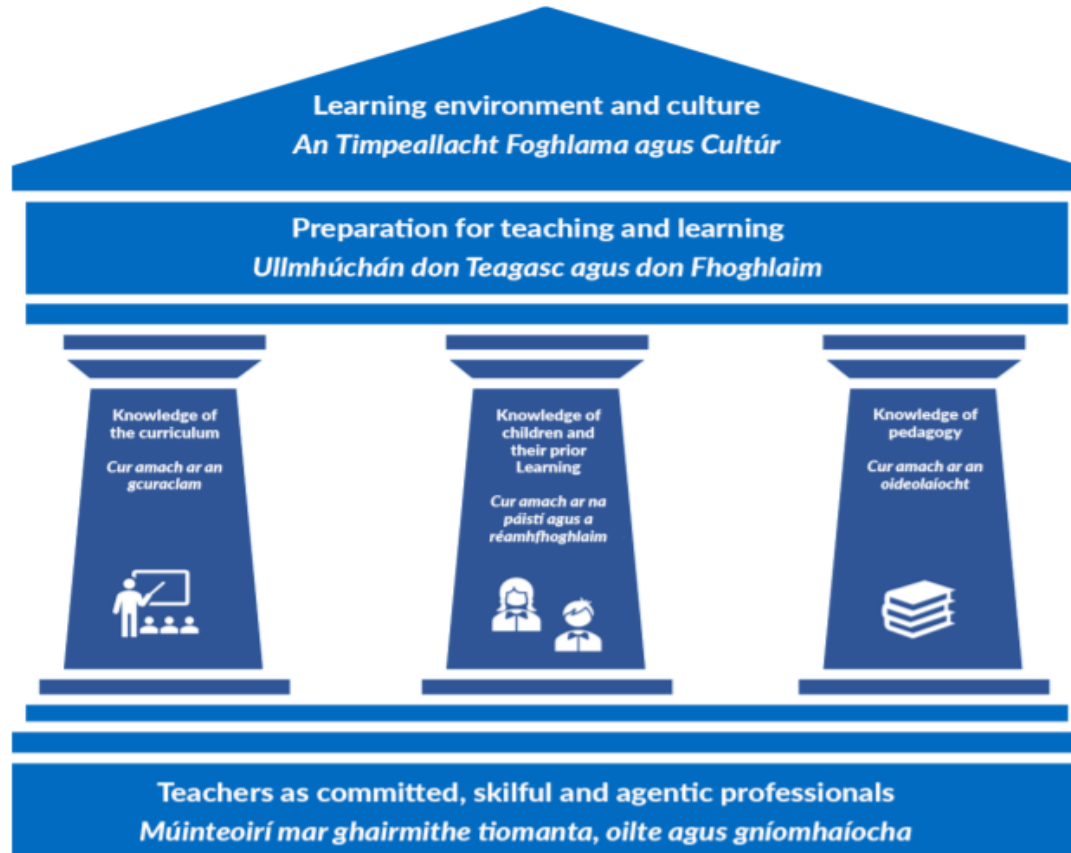 Learning environment and culture
An Timpeallacht Foghlama agus Cultúr
Preparation for teaching and learning
Ullmhúchán don Teagasc agus don Fhoghlaim
Knowledge of
the curriculum
Cur amach ar an
gcuraclam
Knowledge of
children and
their prior
Learning
Cur amach ar na
páistí agus a
réamhfhoghlaim
Knowledge of
pedagogy
Cur amach ar an
oideolaíocht
Teachers as committed, skilful and agentic professionals
Múinteoirí mar ghairmithe tiomanta, oilte agus gníomhaíocha